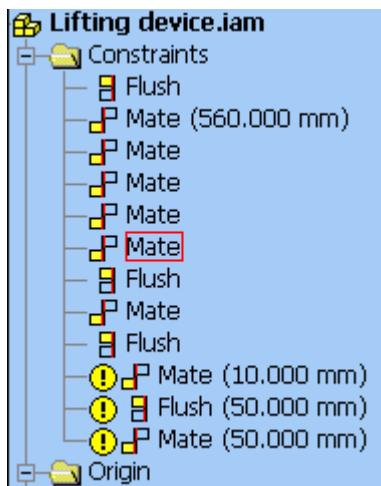 Lifting device.iam
Constraints
Flush
Mate (560.000 mm)
Mate
Mate
Mate
Mate
Flush
Mate
Flush
Mate (10.000 mm)
Flush (50.000 mm)
Mate (50.000 mm)
Origin